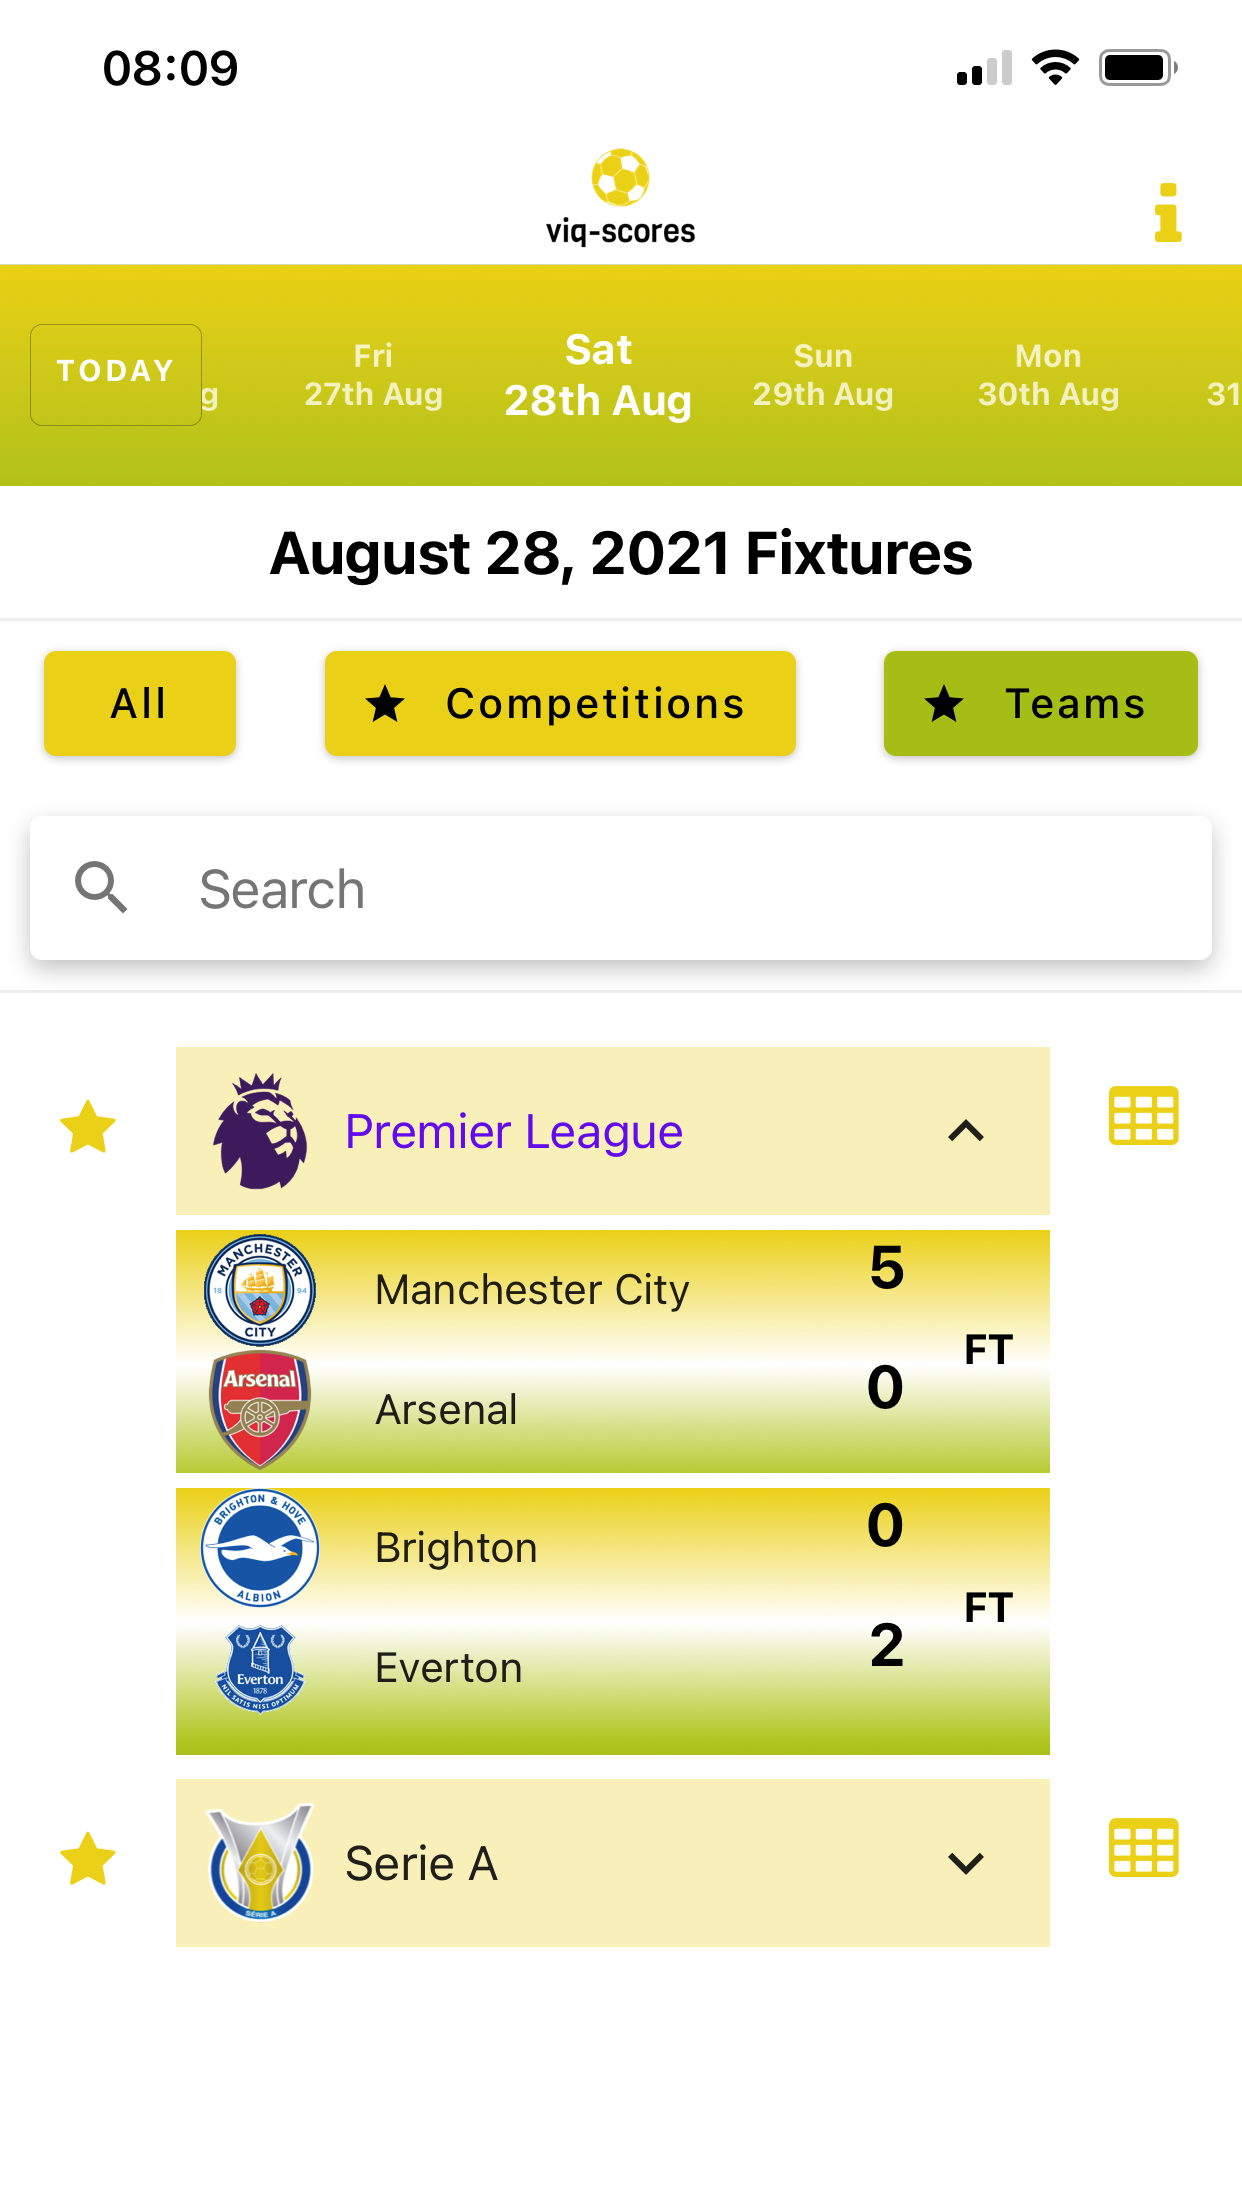 08:09
viq-scores
TODAY
g
Fri
27th Aug
Sat
28th Aug
Sun
29th Aug
Mon
30th Aug
31
August 28, 2021 Fixtures
All
Competitions
Teams
Search
Premier League
MANCHESTER
18 94
CITY
Manchester City
5
FT
Arsenal
Arsenal
0
BRIGHTON & HOVE
ALBION
Brighton
0
FT
Everton
1878
NIL SATIS NISI OPTIMUM
Everton
2
SÉRIE A
Serie A